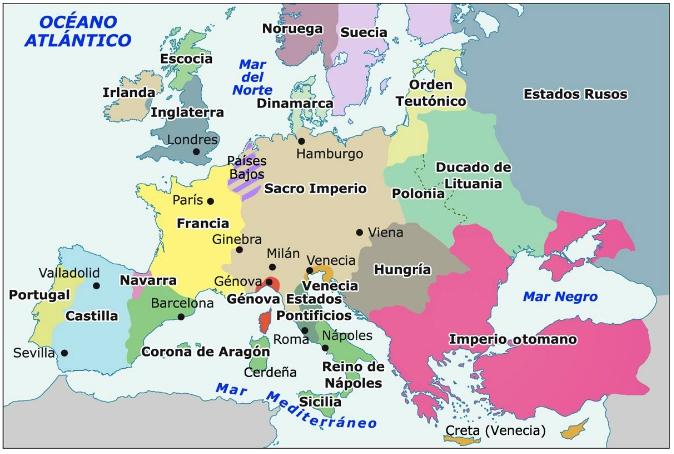 OCÉANO
ATLÁNTICO
Noruega
Suecia
Escocia
Mar
del
Norte
Irlanda
Inglaterra
Dinamarca
Orden
Teutónico
Estados Rusos
Londres
Hamburgo
Países
Bajos
Sacro Imperio
Polonia
Ducado de
Lituania
París
Francia
Ginebra
Viena
Milán
Venecia
Hungría
Valladolid
Navarra
Génova
Venecia
Génova
Estados
Pontificios
Mar Negro
Portugal
Castilla
Barcelona
Roma
Nápoles
Imperio otomano
Sevilla
Corona de Aragón
Cerdeña
Reino de
Nápoles
Mar Mediterráneo
Sicilia
Creta (Venecia)